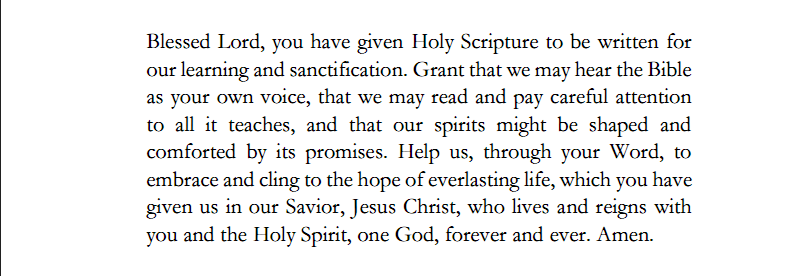 Blessed Lord, you have given Holy Scripture to be written for
our learning and sanctification. Grant that we may hear the Bible
as your own voice, that we may read and pay careful attention
to all it teaches, and that our spirits might be shaped and
comforted by its promises. Help us, through your Word, to
embrace and cling to the hope of everlasting life, which you have
given us in our Savior, Jesus Christ, who lives and reigns with
you and the Holy Spirit, one God, forever and ever. Amen.